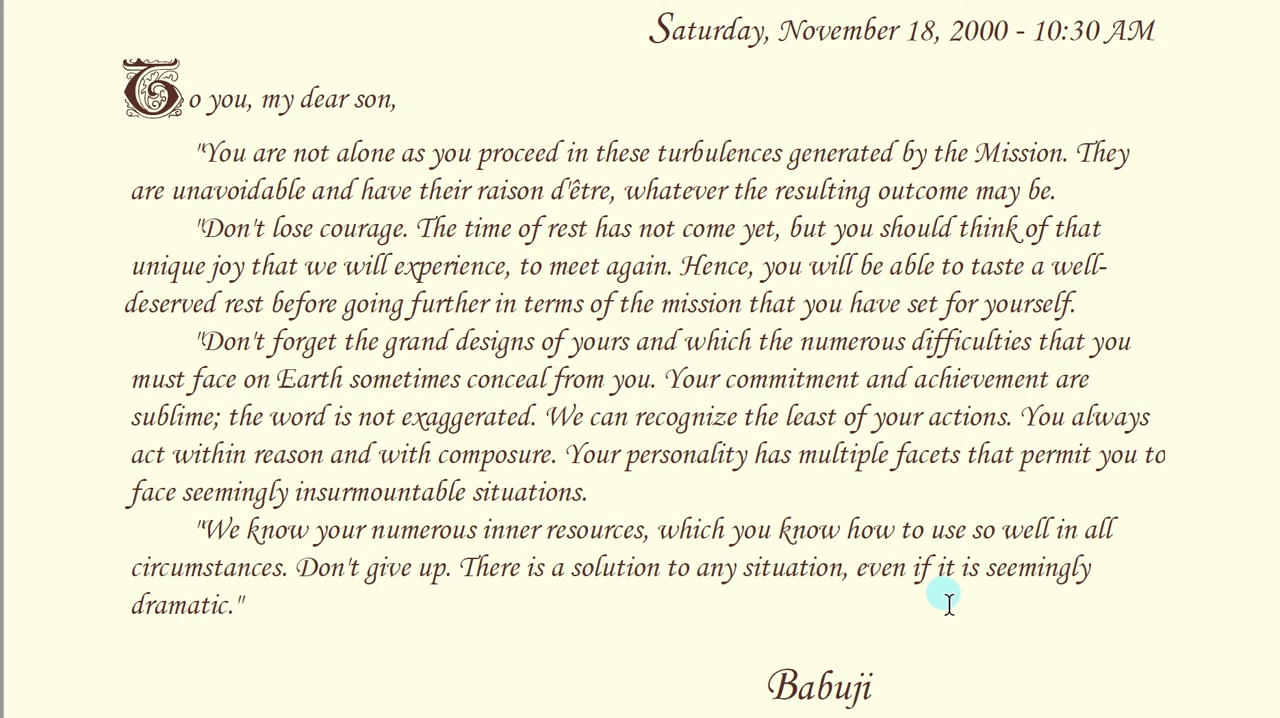 Saturday, November 18, 2000 - 10:30 AM
To you, my dear son,
"You are not alone as you proceed in these turbulences generated by the Mission. They
are unavoidable and have their raison d'être, whatever the resulting outcome may be.
"Don't lose courage. The time of rest has not come yet, but you should think of that
unique joy that we will experience, to meet again. Hence, you will be able to taste a well-
deserved rest before going further in terms of the mission that you have set for yourself.
"Don't forget the grand designs of yours and which the numerous difficulties that you
must face on Earth sometimes conceal from you. Your commitment and achievement are
sublime; the word is not exaggerated. We can recognize the least of your actions. You always
act within reason and with composure. Your personality has multiple facets that permit you to
face seemingly insurmountable situations.
"We know your numerous inner resources, which you know how to use so well in all
circumstances. Don't give up. There is a solution to any situation, even if it is seemingly
dramatic."
Babuji